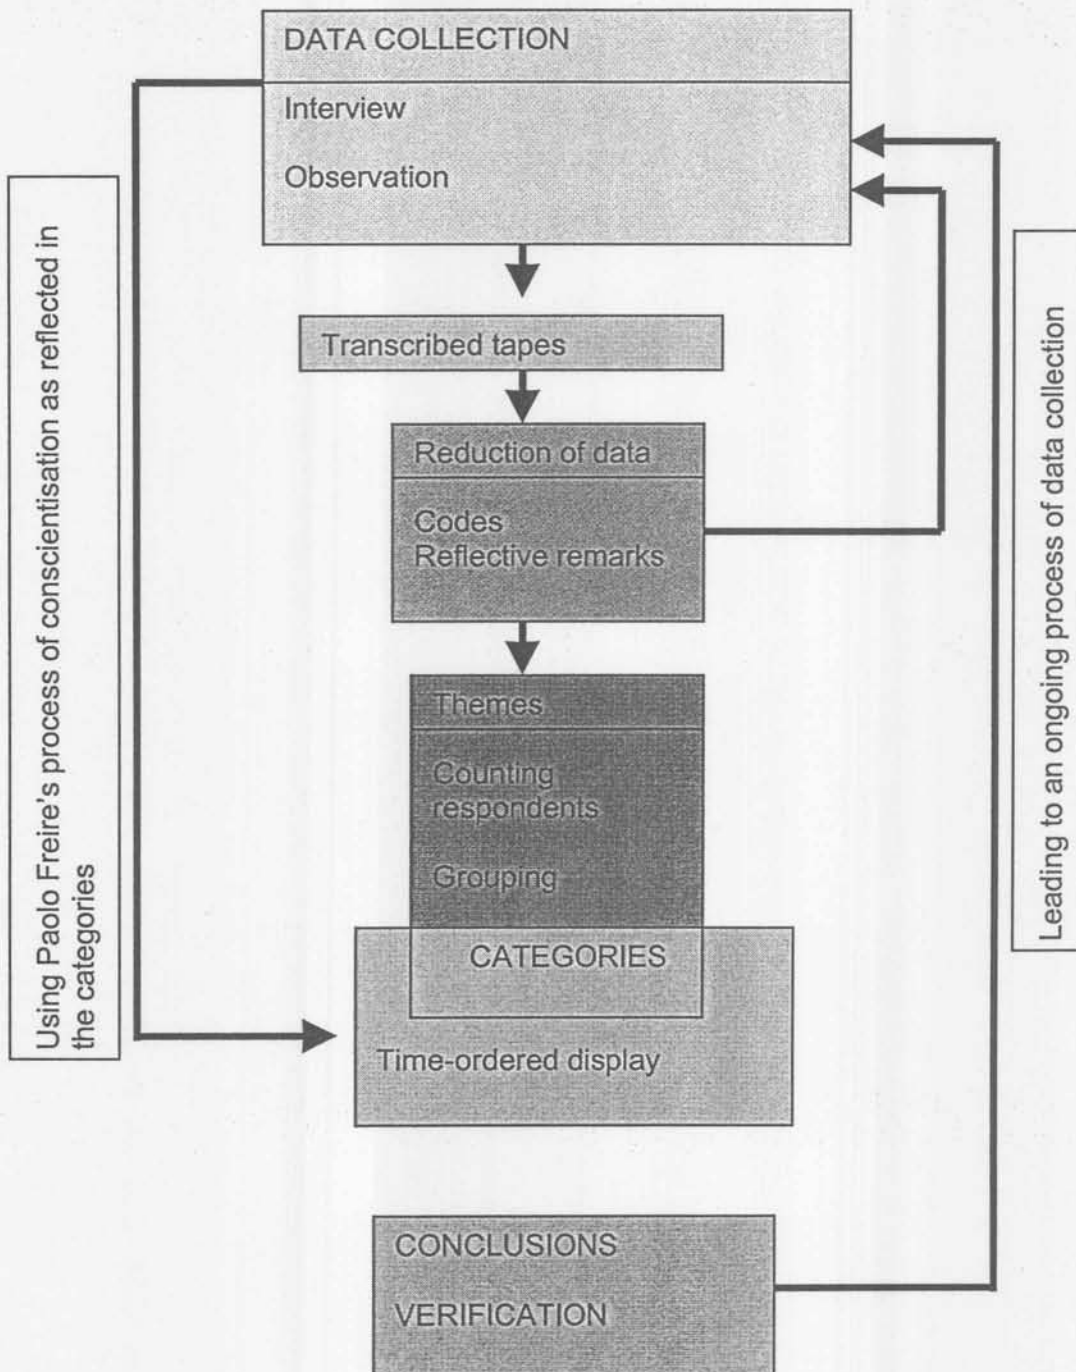 DATA COLLECTION
Interview
Observation
Using Paolo Freire's process of conscientisation as reflected in
the categories
Leading to an ongoing process of data collection
Transcribed tapes
Reduction of data
Codes
Reflective remarks
Themes
Counting
respondents
Grouping
CATEGORIES
Time-ordered display
CONCLUSIONS
VERIFICATION